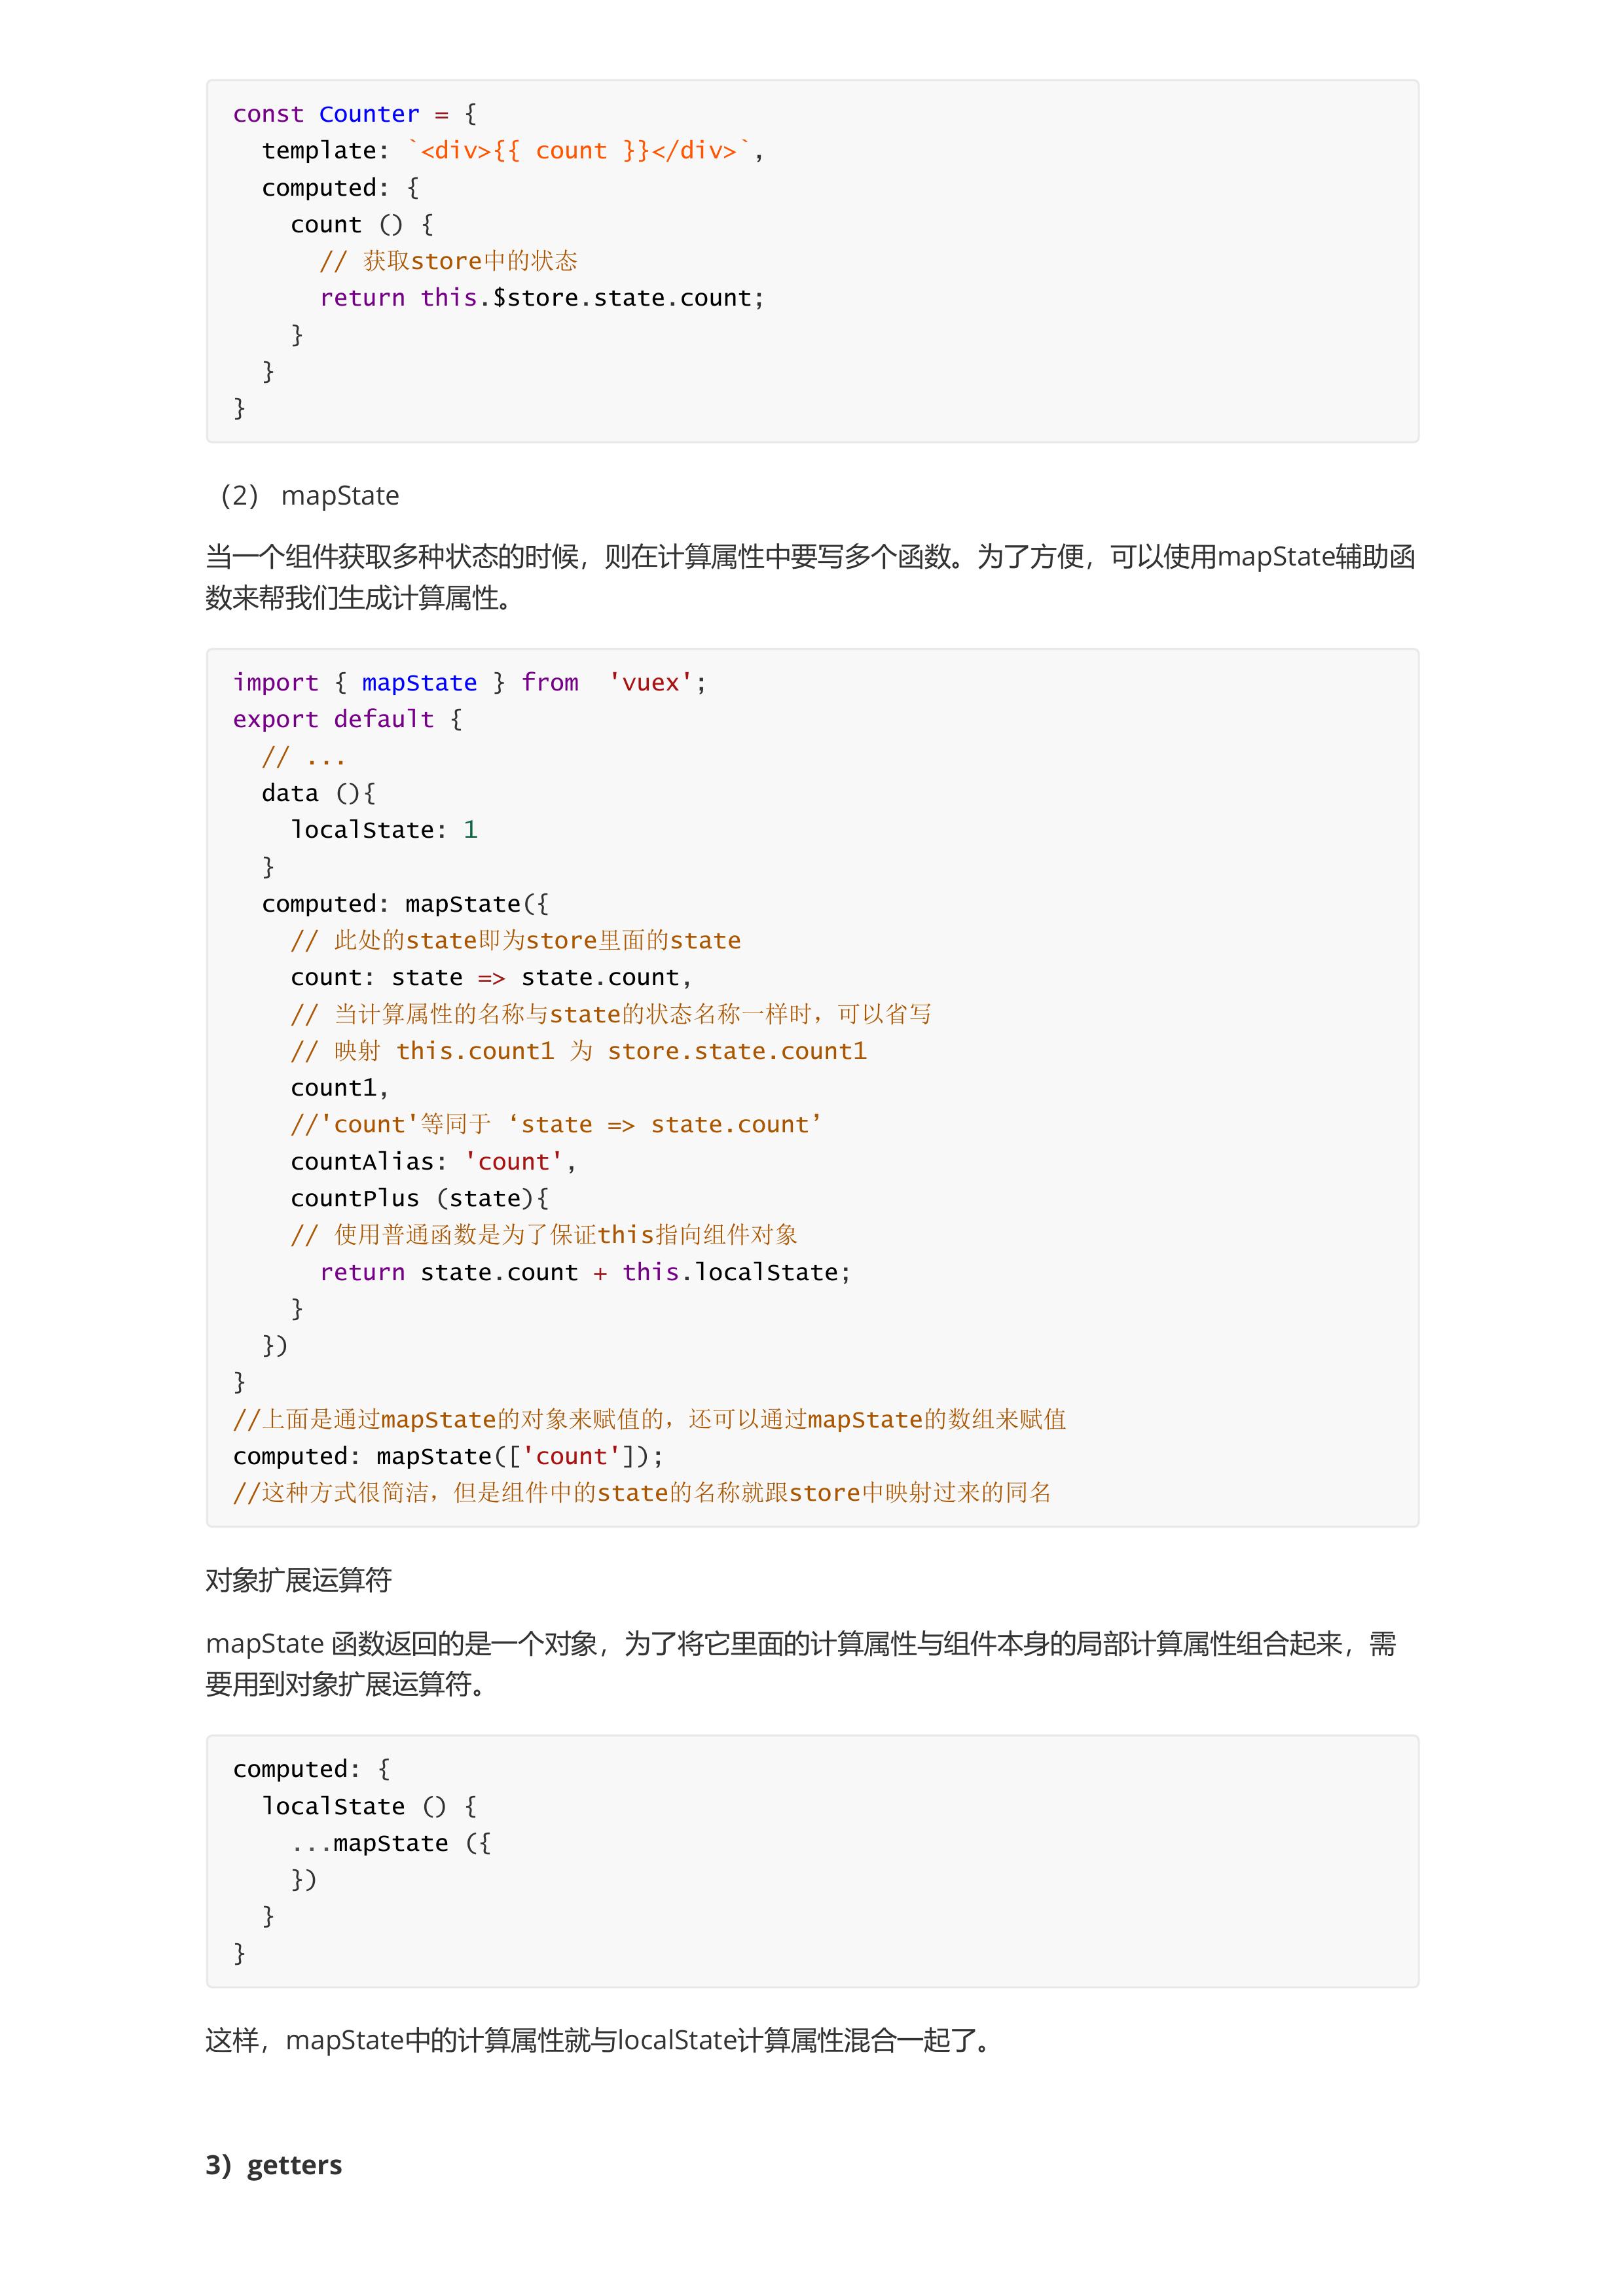 const Counter = {
  template: `<div>{{ count }}</div>`,
  computed: {
    count () {
      // 获取store中的状态
      return this.$store.state.count;
    }
  }
}
（2） mapState
当一个组件获取多种状态的时候，则在计算属性中要写多个函数。为了方便，可以使用mapState辅助函
数来帮我们生成计算属性。
import { mapState } from  'vuex';
export default {
  // ...
  data (){
    localState: 1
  }
  computed: mapState({
    // 此处的state即为store里面的state
    count: state => state.count,
    // 当计算属性的名称与state的状态名称一样时，可以省写
    // 映射 this.count1 为 store.state.count1
    count1,
    //'count'等同于 ‘state => state.count’
    countAlias: 'count',
    countPlus (state){
    // 使用普通函数是为了保证this指向组件对象
      return state.count + this.localState;
    }
  })
}
//上面是通过mapState的对象来赋值的，还可以通过mapState的数组来赋值
computed: mapState(['count']);
//这种方式很简洁，但是组件中的state的名称就跟store中映射过来的同名
对象扩展运算符
mapState 函数返回的是一个对象，为了将它里面的计算属性与组件本身的局部计算属性组合起来，需
要用到对象扩展运算符。
computed: {
  localState () {
    ...mapState ({
    })
  }
}
这样，mapState中的计算属性就与localState计算属性混合一起了。
3）getters